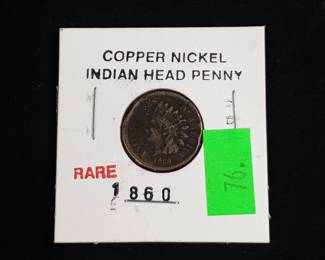 COPPER NICKEL
INDIAN HEAD PENNY
RARE
1860
76.